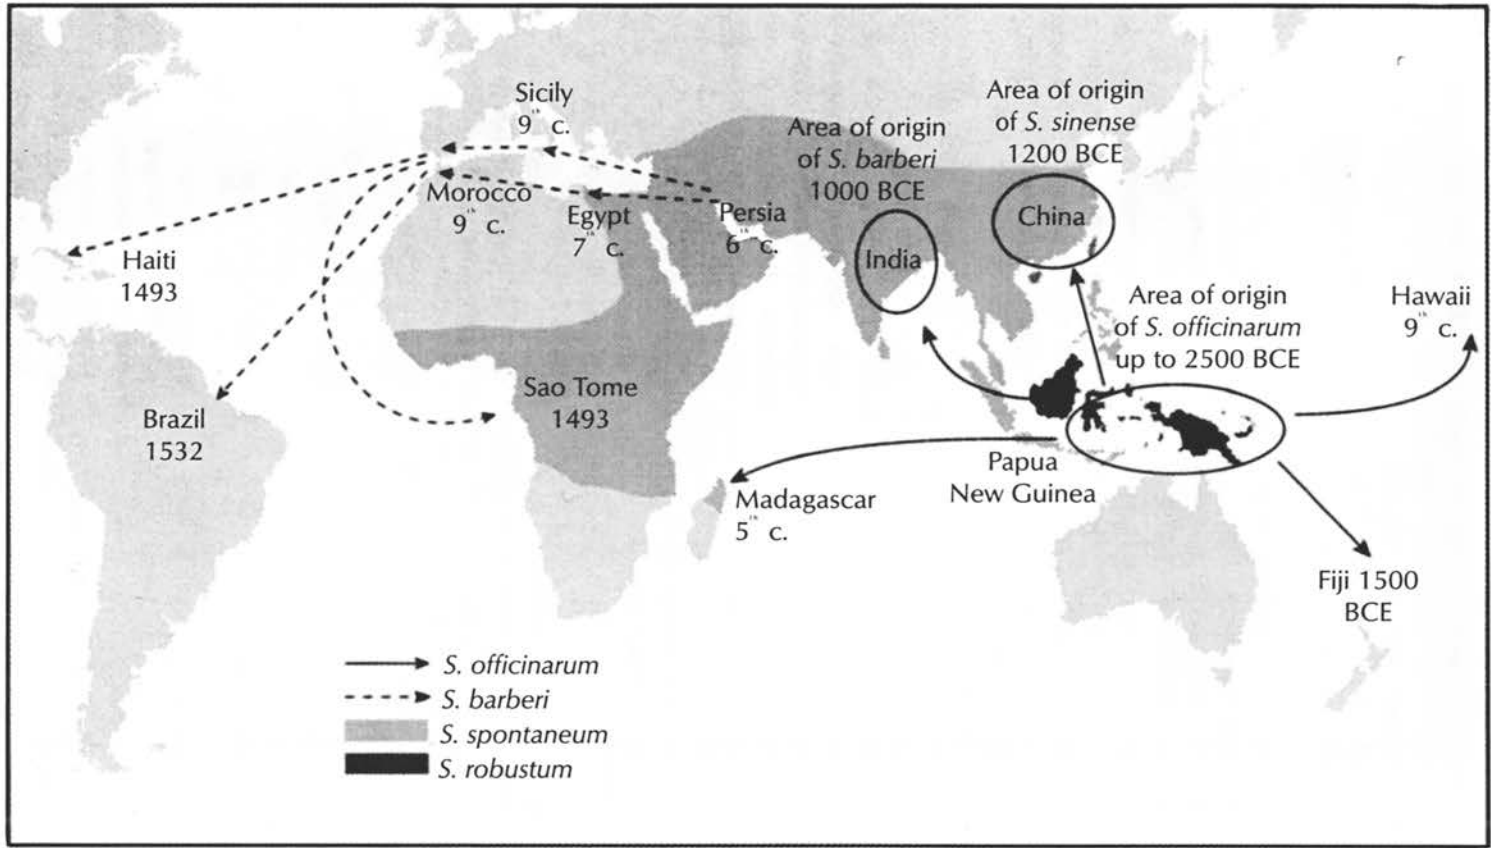 Sicily
9th c.
Area of origin
of S. barberi
1000 BCE
Area of origin
of S. sinense
1200 BCE
Morocco
9th c.
Egypt
7th c.
Persia
6th c.
India
China
Haiti
1493
Area of origin
of S. officinarum
up to 2500 BCE
Hawaii
9th c.
Brazil
1532
Sao Tome
1493
Papua
New Guinea
Madagascar
5th c.
Fiji 1500
BCE
S. officinarum
S. barberi
S. spontaneum
S. robustum